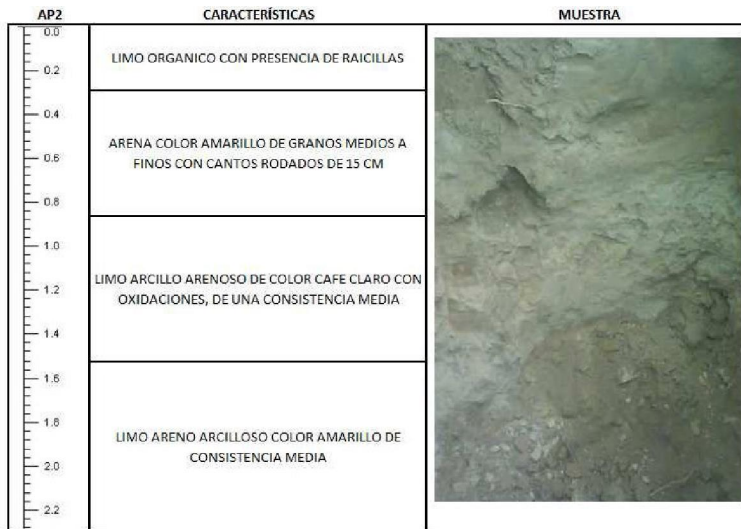 AP2 CARACTERÍSTICAS MUESTRA
0.0
0.2
LIMO ORGANICO CON PRESENCIA DE RAICILLAS
0.4
0.6
ARENA COLOR AMARILLO DE GRANOS MEDIOS A
FINOS CON CANTOS RODADOS DE 15 CM
0.8
1.0
1.2
LIMO ARCILLO ARENOSO DE COLOR CAFE CLARO CON
OXIDACIONES, DE UNA CONSISTENCIA MEDIA
1.4
1.6
1.8
LIMO ARENO ARCILLOSO COLOR AMARILLO DE
CONSISTENCIA MEDIA
2.0
2.2